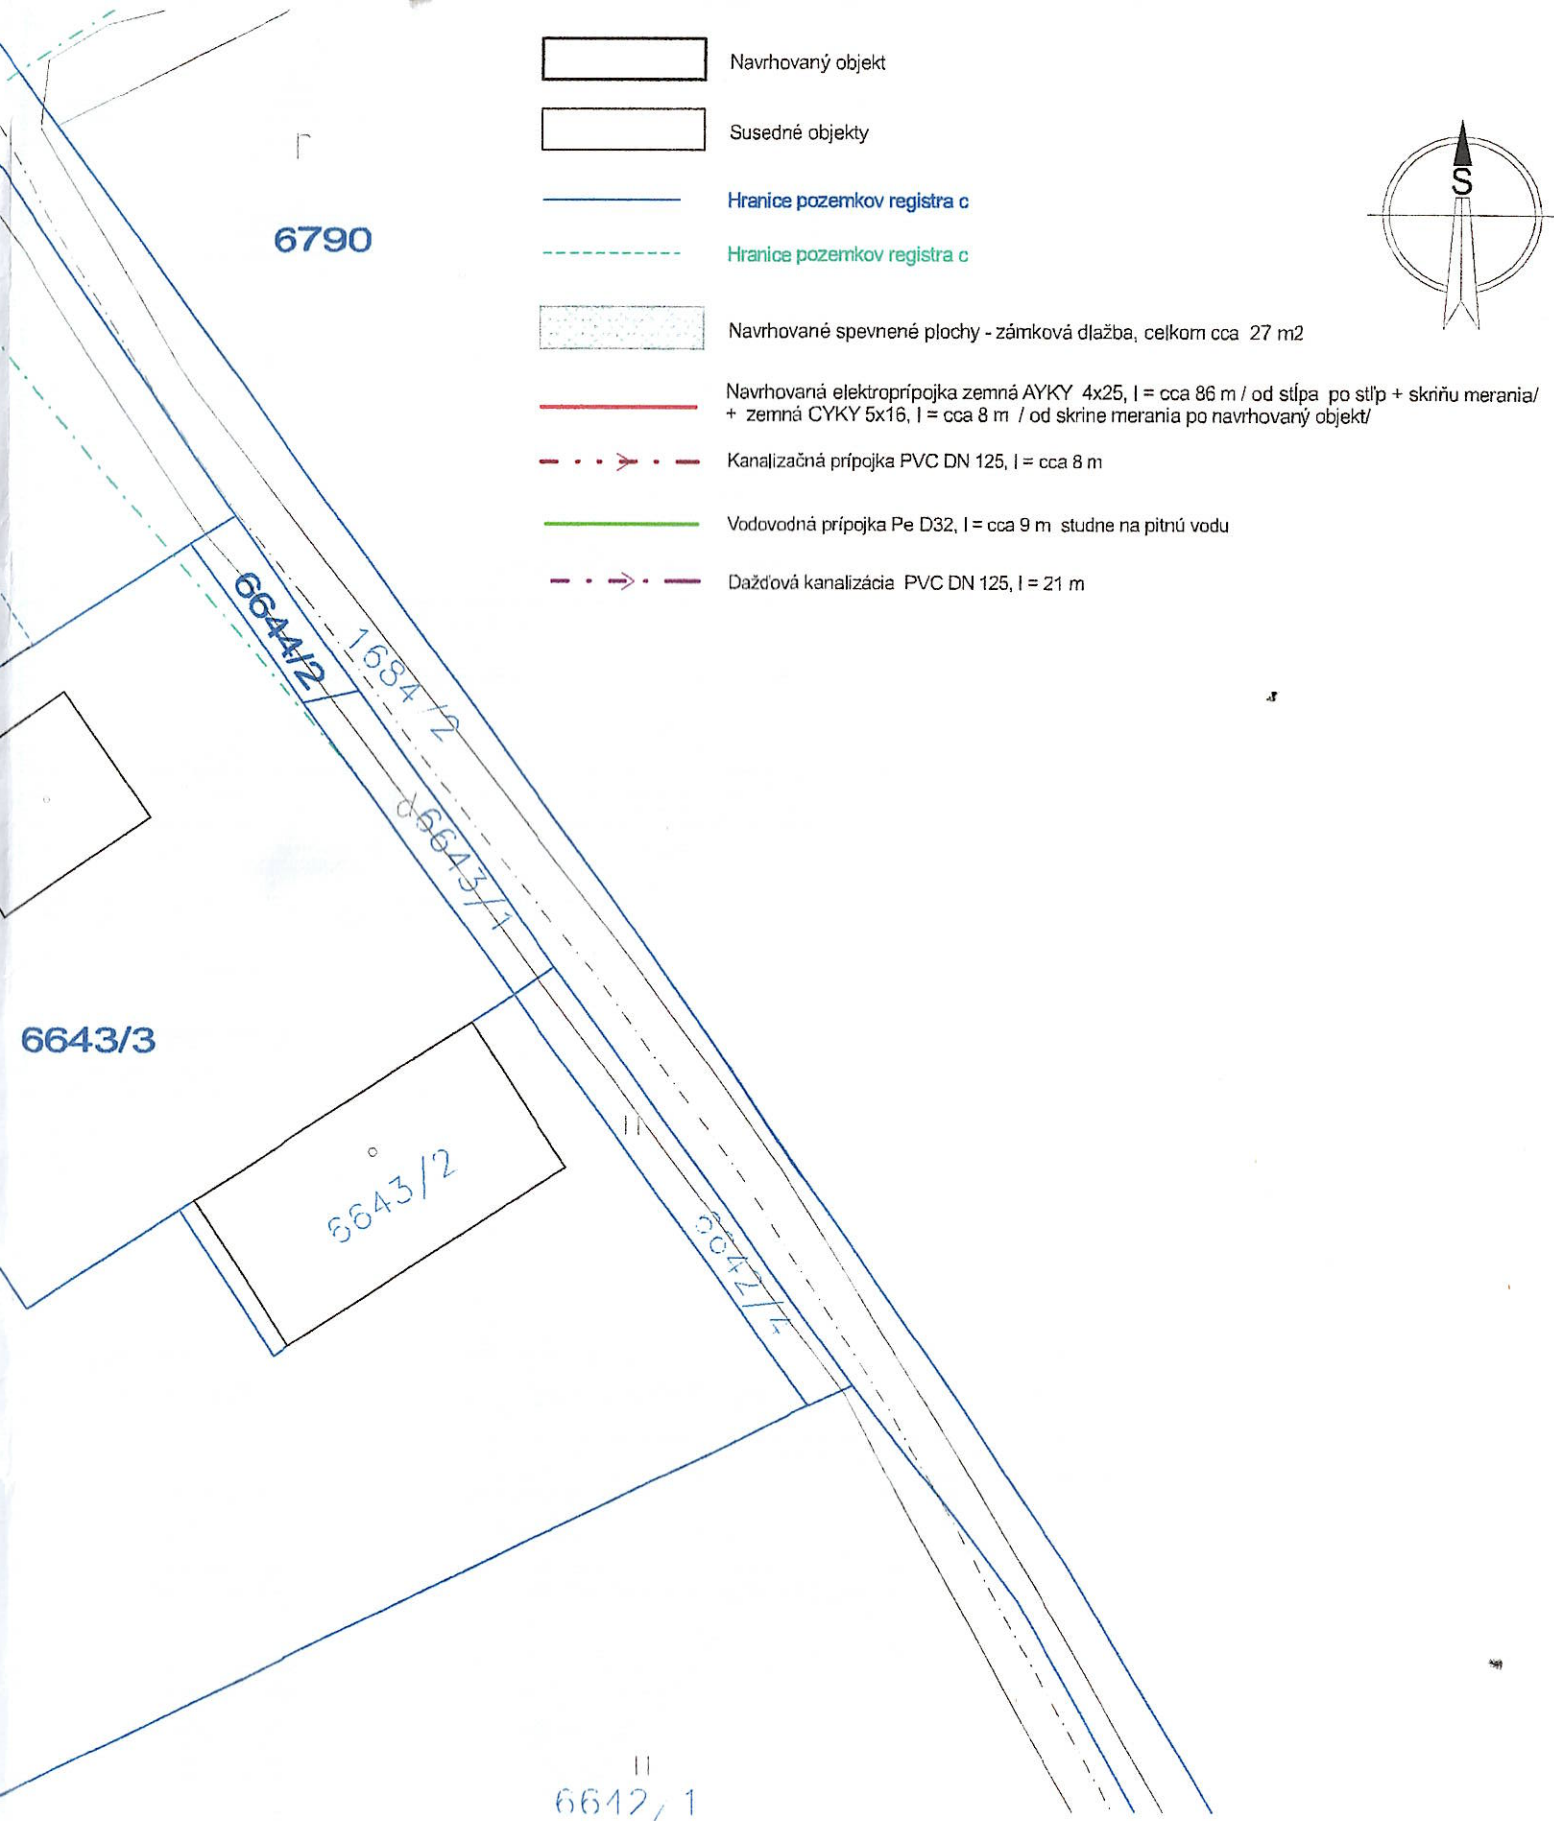 Navrhovaný objekt
Susedné objekty
S
Hranice pozemkov registra c
6790
Hranice pozemkov registra c
Navrhované spevnené plochy - zámková dlažba, celkom cca 27 m2
Navrhovaná elektroprípojka zemná AYKY 4x25, l = cca 86 m / od stĺpa po stľp + skriňu merania/
+ zemná CYKY 5x16, l = cca 8 m / od skrine merania po navrhovaný objekt/
Kanalizačná prípojka PVC DN 125, l = cca 8 m
Vodovodná prípojka Pe D32, l = cca 9 m studne na pitnú vodu
Dažďová kanalizácia PVC DN 125, l = 21 m
6644/2
1684/2
6643/1
6643/3
6643/2
6642/4
6642/1